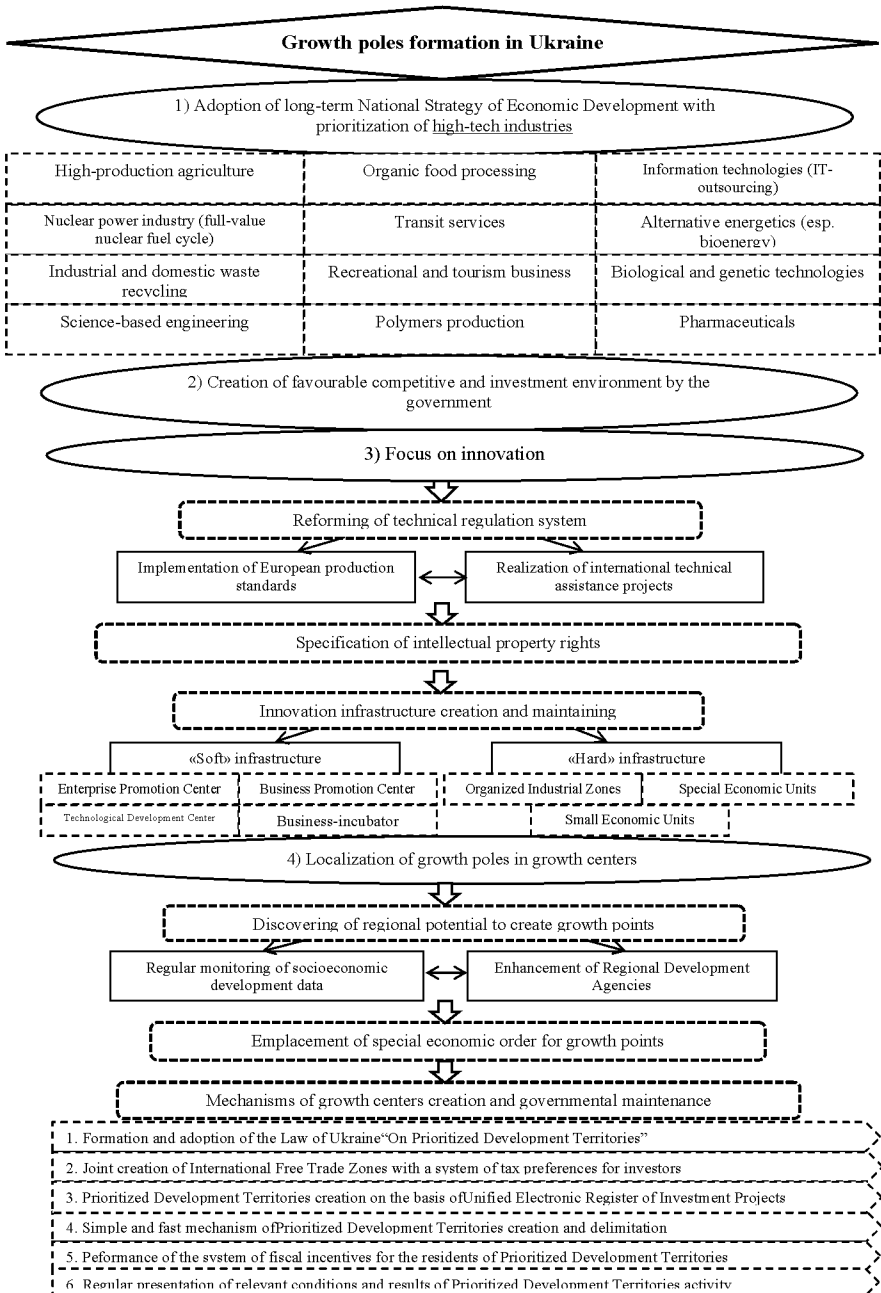 Growth poles formation in Ukraine
1) Adoption of long-term National Strategy of Economic Development with
prioritization of high-tech industries
High-production agriculture
Organic food processing
Information technologies (IT-
outsourcing)
Nuclear power industry (full-value
nuclear fuel cycle)
Transit services
Alternative energetics (esp.
bioenergy)
Industrial and domestic waste
recycling
Recreational and tourism business
Biological and genetic technologies
Science-based engineering
Polymers production
Pharmaceuticals
2) Creation of favourable competitive and investment environment by the
government
3) Focus on innovation
Reforming of technical regulation system
Implementation of European production
standards
Realization of international technical
assistance projects
Specification of intellectual property rights
Innovation infrastructure creation and maintaining
«Soft» infrastructure
«Hard» infrastructure
Enterprise Promotion Center
Business Promotion Center
Organized Industrial Zones
Special Economic Units
Technological Development Center
Business-incubator
Small Economic Units
4) Localization of growth poles in growth centers
Discovering of regional potential to create growth points
Regular monitoring of socioeconomic
development data
Enhancement of Regional Development
Agencies
Emplacement of special economic order for growth points
Mechanisms of growth centers creation and governmental maintenance
1. Formation and adoption of the Law of Ukraine“On Prioritized Development Territories”
2. Joint creation of International Free Trade Zones with a system of tax preferences for investors
3. Prioritized Development Territories creation on the basis ofUnified Electronic Register of Investment Projects
4. Simple and fast mechanism ofPrioritized Development Territories creation and delimitation
5. Peformance of the system of fiscal incentives for the residents of Prioritized Development Territories
6. Regular presentation of relevant conditions and results of Prioritized Development Territories activity